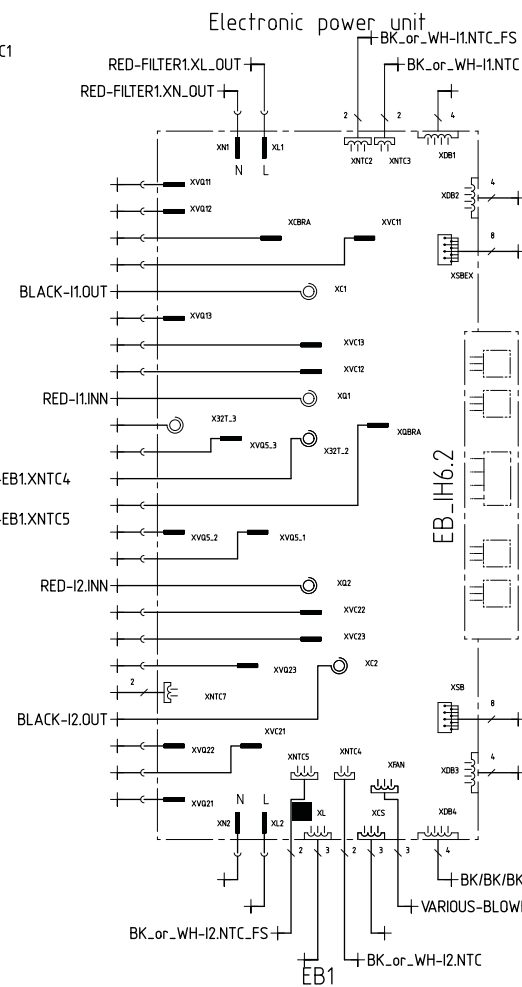 Electronic power unit
BK_or_WH-I1.NTC_FS
C1
RED-FILTER1.XL_OUT
BK_or_WH-I1.NTC
RED-FILTER1.XN_OUT
2 2 4
XN1 XL1 XNTC2 XNTC3 XDB1
N L
XVQ11 4
XDB2
XVQ12
XCBRA XVC11 8
XSBEX
BLACK-I1.OUT XC1
XVQ13
XVC13
XVC12
RED-I1.INN XQ1
X32T_3 XQBRA
XVQS_3 X32T_2
EB_IH6.2
-EB1.XNTC4
-EB1.XNTC5
XVQS_2 XVQS_1
RED-I2.INN XQ2
XVC22
XVC23
XVQ23 XC2
2 XNTC7 XSB
8
BLACK-I2.OUT
XVC21
XVQ22 XNTC5 XNTC4
XFAN XDB3 4
XVQ21 N L
XN2 XL2 XL XCS XDB4
2 3 2 3 3 4
BK/BK/BK
VARIOUS-BLOW
BK_or_WH-I2.NTC_FS
BK_or_WH-I2.NTC
EB1